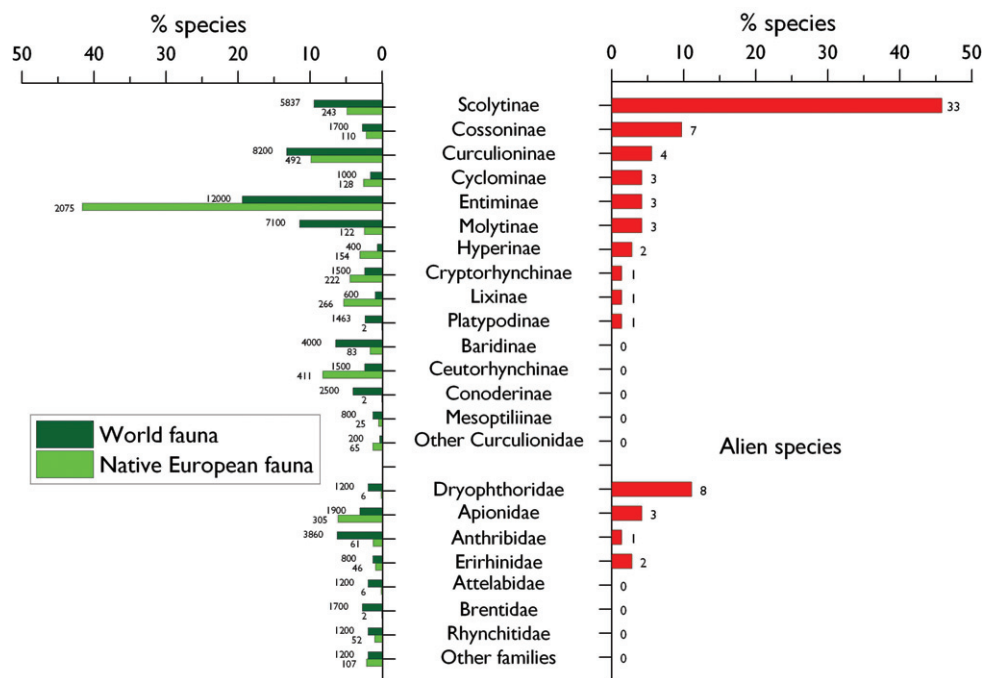 % species
% species
50 40 30 20 10 0
0 10 20 30 40 50
5837 243 Scolytinae 33
1700 110 Cossoninae 7
8200 492 Curculioninae 4
1000 128 Cyclominae 3
12000 2075 Entiminae 3
7100 122 Molytinae 3
400 154 Hyperinae 2
1500 222 Cryptorhynchinae 1
600 266 Lixinae 1
1463 2 Platypodinae 1
4000 83 Baridinae 0
1500 411 Ceutorhynchinae 0
2500 2 Conoderinae 0
800 25 Mesoptiliinae 0
200 65 Other Curculionidae 0
World fauna
Native European fauna
Alien species
1200 6 Dryophthoridae 8
1900 305 Apionidae 3
3860 61 Anthribidae 1
800 46 Erirhinidae 2
1200 6 Attelabidae 0
1700 2 Brentidae 0
1200 52 Rhynchitidae 0
1200 107 Other families 0